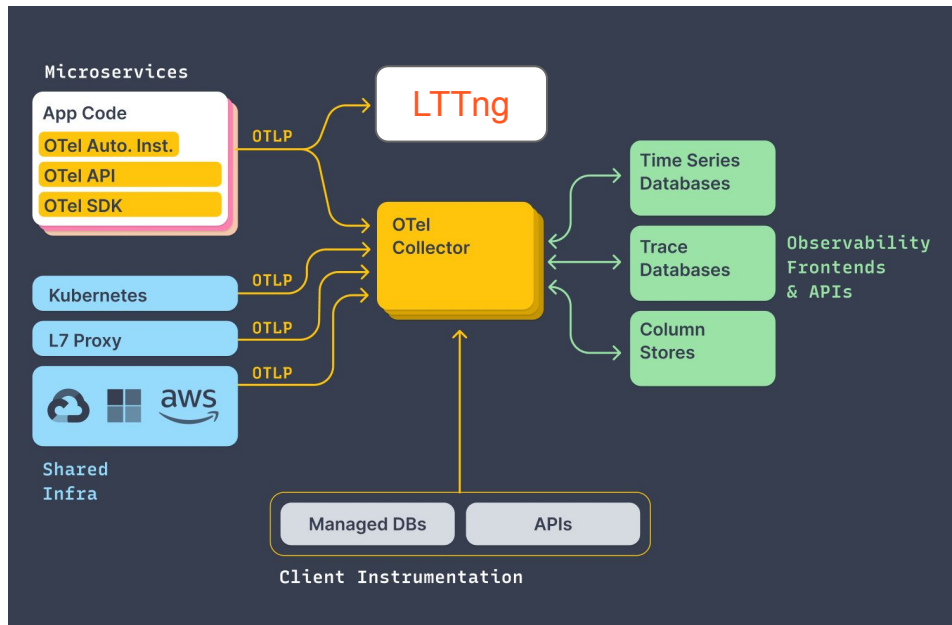 Microservices
App Code
OTel Auto. Inst.
OTel API
OTel SDK
OTLP
LTTng
OTel
Collector
Kubernetes
OTLP
L7 Proxy
OTLP
OTLP
aws
Shared
Infra
Time Series
Databases
Trace
Databases
Column
Stores
Observability
Frontends
& APIs
Managed DBs
APIs
Client Instrumentation